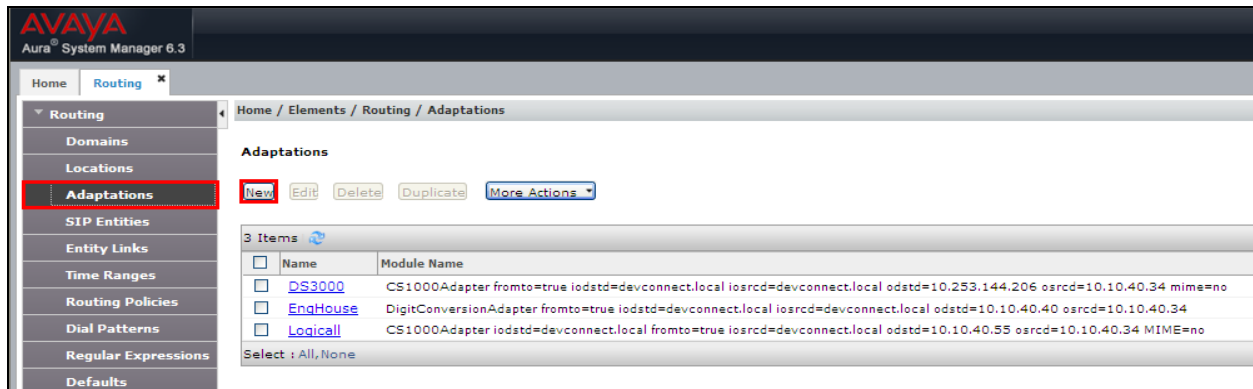 AVAYA
Aura® System Manager 6.3
Home
Routing ×
Routing
Domains
Locations
Adaptations
SIP Entities
Entity Links
Time Ranges
Routing Policies
Dial Patterns
Regular Expressions
Defaults
Home / Elements / Routing / Adaptations
Adaptations
New Edit Delete Duplicate More Actions
3 Items
Name Module Name
DS3000 CS1000Adapter fromto=true iodstd=devconnect.local iosrcd=devconnect.local odstd=10.253.144.206 osrcd=10.10.40.34 mime=no
EngHouse DigitConversionAdapter fromto=true iodstd=devconnect.local iosrcd=devconnect.local odstd=10.10.40.40 osrcd=10.10.40.34
Logicall CS1000Adapter iodstd=devconnect.local fromto=true iosrcd=devconnect.local odstd=10.10.40.55 osrcd=10.10.40.34 MIME=no
Select : All, None